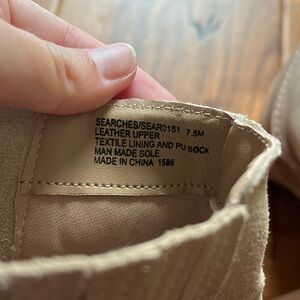 SEARCHES/SEAR01S1 7.5M
LEATHER UPPER
TEXTILE LINING AND PU SOCK
MAN MADE SOLE
MADE IN CHINA 1586